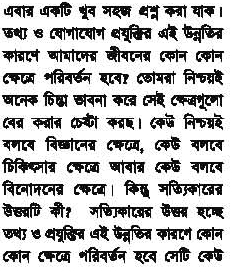 এবার একটি খুব সহজ প্রশ্ন করা যাক।
তথ্য ও যোগাযোগ প্রযুক্তির এই উন্নতির
কারণে আমাদের জীবনের কোন কোন
ক্ষেত্রে পরিবর্তন হবে? তোমরা নিশ্চয়ই
অনেক চিন্তা ভাবনা করে সেই ক্ষেত্রগুলো
বের করার চেষ্টা করছ। কেউ নিশ্চয়ই
বলবে বিজ্ঞানের ক্ষেত্রে, কেউ বলবে
চিকিৎসার ক্ষেত্রে আবার কেউ বলবে
বিনোদনের ক্ষেত্রে। কিন্তু সত্যিকারের
উত্তরটি কী? সত্যিকারের উত্তর হচ্ছে
তথ্য ও প্রযুক্তির এই উন্নতির কারণে কোন
কোন ক্ষেত্রে পরিবর্তন হবে সেটি কেউ